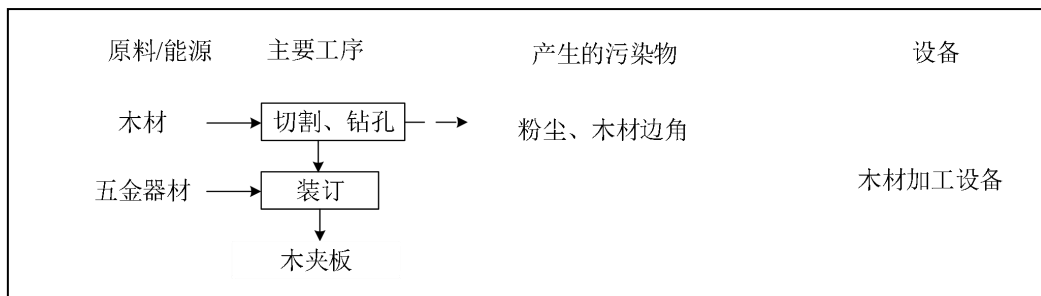 原料/能源 主要工序 产生的污染物 设备
木材 切割、钻孔 粉尘、木材边角
五金器材 装订 木材加工设备
木夹板